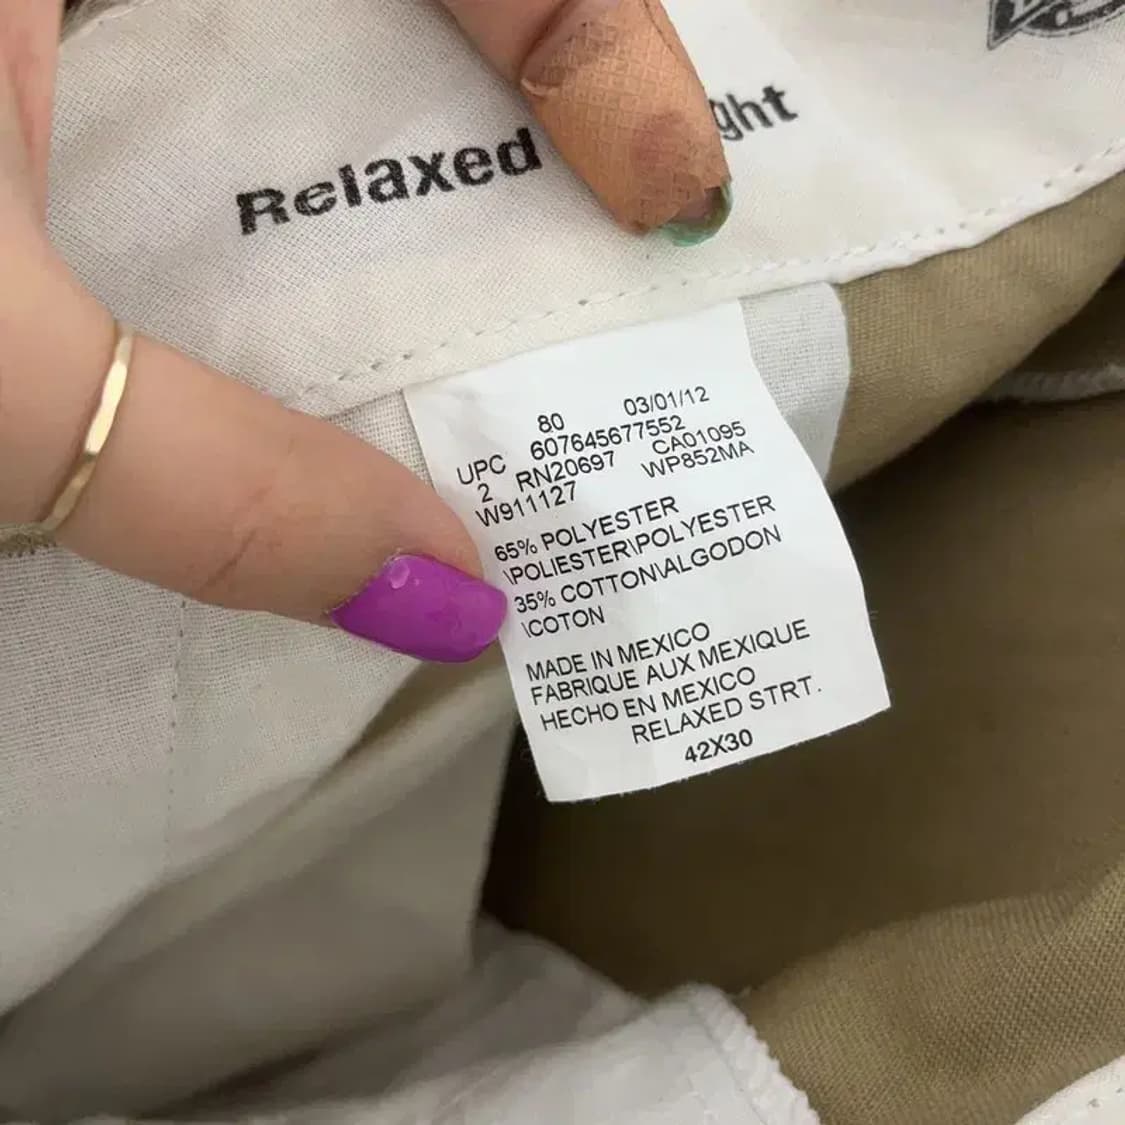 Relaxed ght
80 03/01/12
UPC 607645677552
2 RN20697 CA01095
W911127 WP852MA
65% POLYESTER
\POLIESTER\POLYESTER
35% COTTON\ALGODON
\COTON
MADE IN MEXICO
FABRIQUE AUX MEXIQUE
HECHO EN MEXICO
RELAXED STRT.
42X30